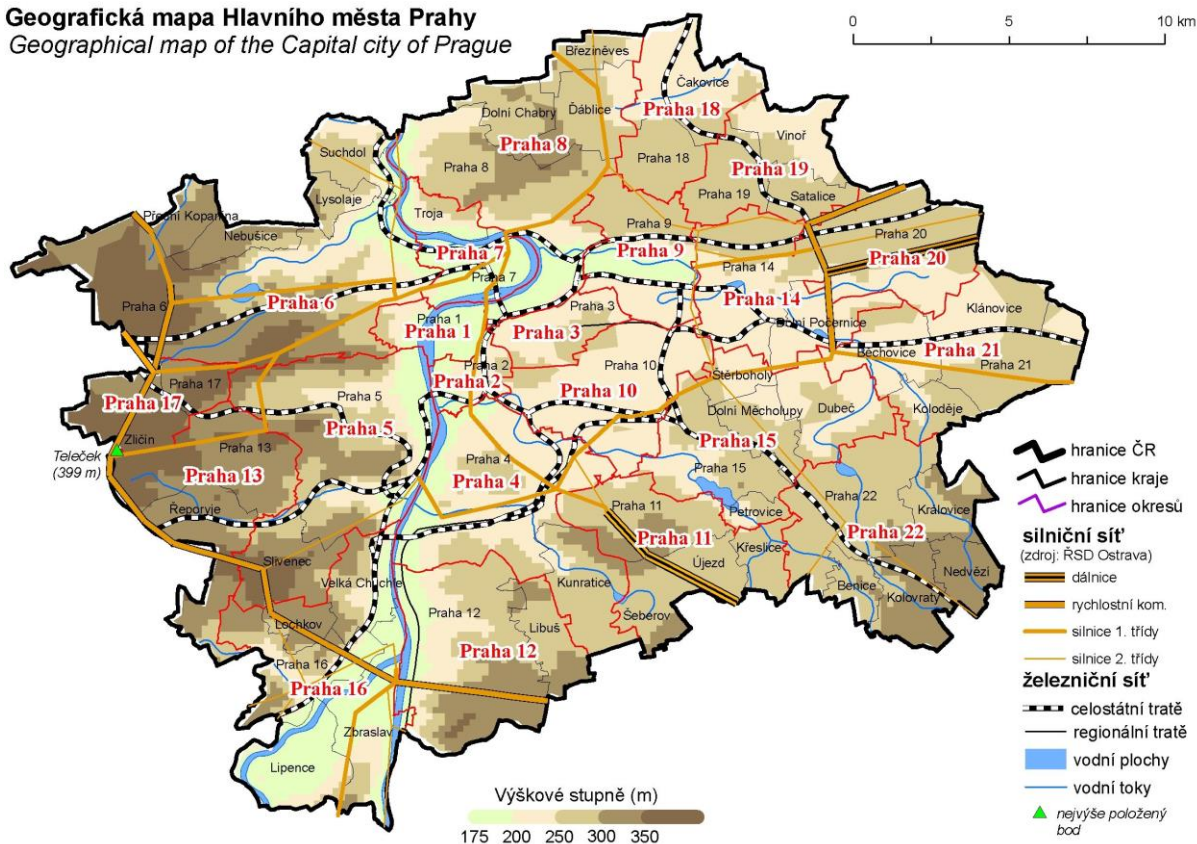 Geografická mapa Hlavního města Prahy
Geographical map of the Capital city of Prague
0 5 10 km
Březiněves
Čakovice
Praha 18
Ďáblice
Dolní Chabry
Praha 8
Vinoř
Suchdol
Praha 8
Praha 18
Praha 19
Lysolaje
Praha 19
Satalice
Troja
Přední Kopanina
Nebušice
Praha 9
Praha 20
Praha 7
Praha 9
Praha 20
Praha 14
Praha 7
Praha 6
Praha 6
Praha 14
Praha 3
Klánovice
Praha 1
Praha 1
Praha 3
Dolní Počernice
Běchovice
Praha 21
Praha 2
Praha 10
Praha 21
Štěrboholy
Praha 17
Praha 2
Praha 10
Praha 17
Praha 5
Dolní Měcholupy
Dubeč
Koloděje
Praha 5
Zličín
Praha 13
Praha 15
Teleček
(399 m)
Praha 4
Praha 15
Praha 13
Praha 4
Praha 22
Řeporyje
Praha 11
Petrovice
Královice
Praha 11
Křeslice
Praha 22
Slivenec
Újezd
Nedvězí
Velká Chuchle
Kunratice
Benice
Kolovraty
Šeberov
Praha 12
Lochkov
Libuš
Praha 12
Praha 16
Praha 16
Zbraslav
Lipence
Výškové stupně (m)
175 200 250 300 350
hranice ČR
hranice kraje
hranice okresů
silniční síť
(zdroj: ŘSD Ostrava)
dálnice
rychlostní kom.
silnice 1. třídy
silnice 2. třídy
železniční síť
celostátní tratě
regionální tratě
vodní plochy
vodní toky
nejvýše položený
bod